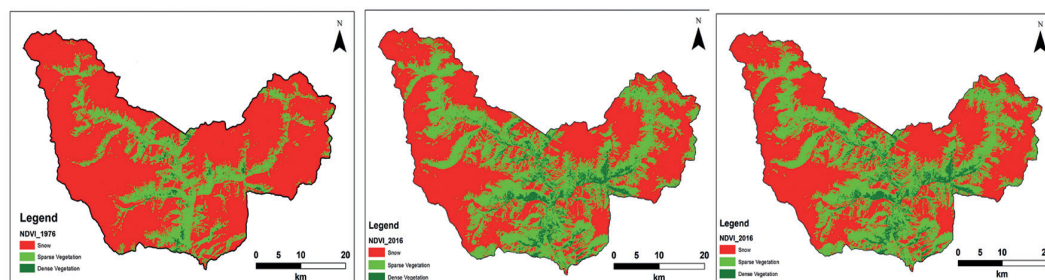 N
Legend
NDVI_1976
Snow
Sparse Vegetation
Dense Vegetation
0 5 10 20
km
N
Legend
NDVI_2016
Snow
Sparse Vegetation
Dense Vegetation
0 5 10 20
km
N
Legend
NDVI_2016
Snow
Sparse Vegetation
Dense Vegetation
0 5 10 20
km